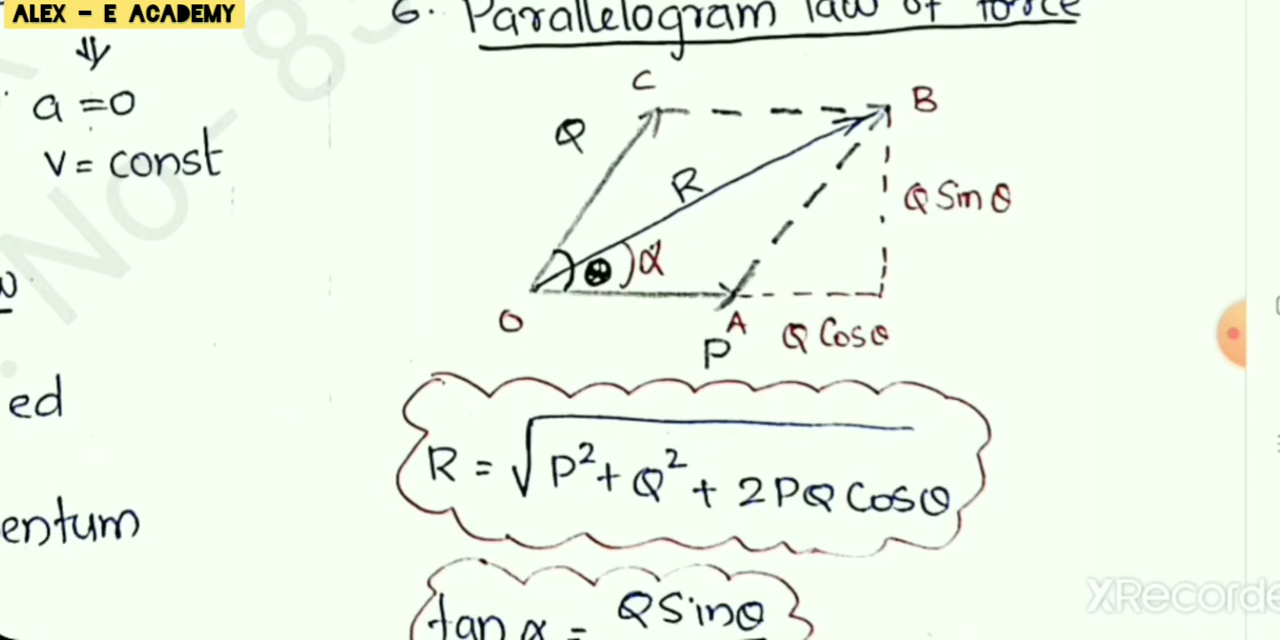 ALEX - E ACADEMY
6. Parallelogram law of force
a = 0
v = const
ed
entum
C
B
Q
R
Q Sin θ
θ
α
O
A
P
Q Cos θ
R = √P² + Q² + 2PQ Cos θ
tan α = Q Sin θ
XRecorde